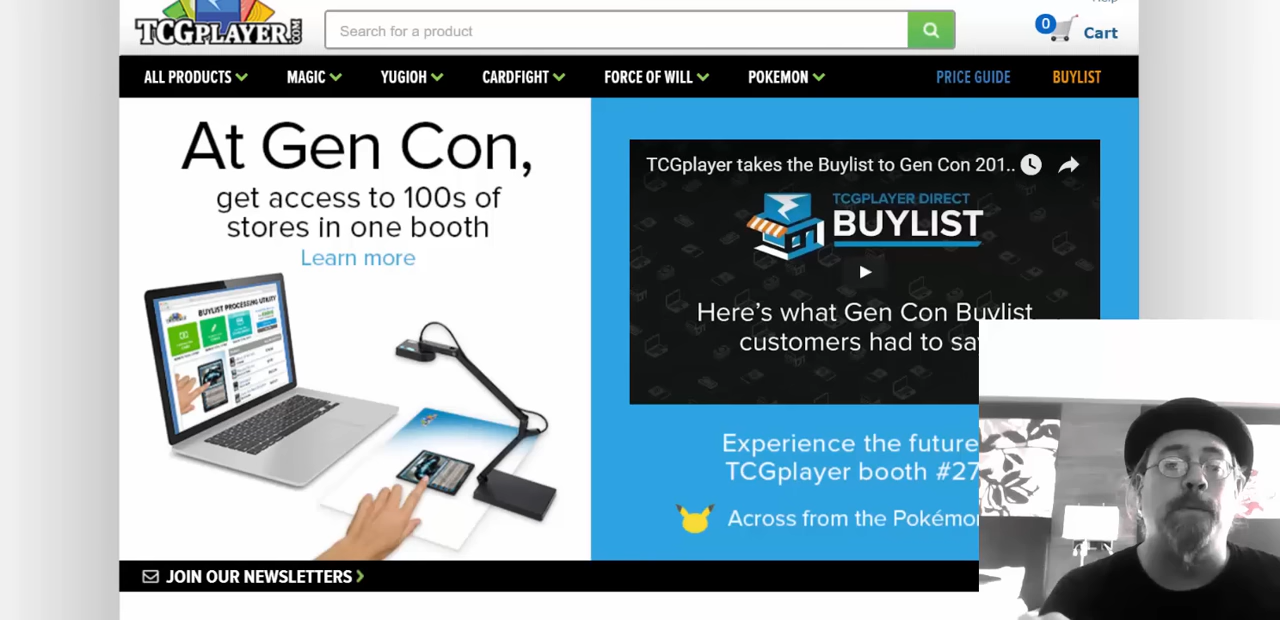 TCGPLAYER.COM
Search for a product
0
Cart
ALL PRODUCTS
MAGIC
YUGIOH
CARDFIGHT
FORCE OF WILL
POKEMON
PRICE GUIDE
BUYLIST
At Gen Con,
get access to 100s of
stores in one booth
Learn more
BUYLIST PROCESSING UTILITY
TCGplayer takes the Buylist to Gen Con 201..
TCGPLAYER DIRECT
BUYLIST
Here's what Gen Con Buylist
customers had to sa
Experience the future
TCGplayer booth #27
Across from the Pokémon
JOIN OUR NEWSLETTERS